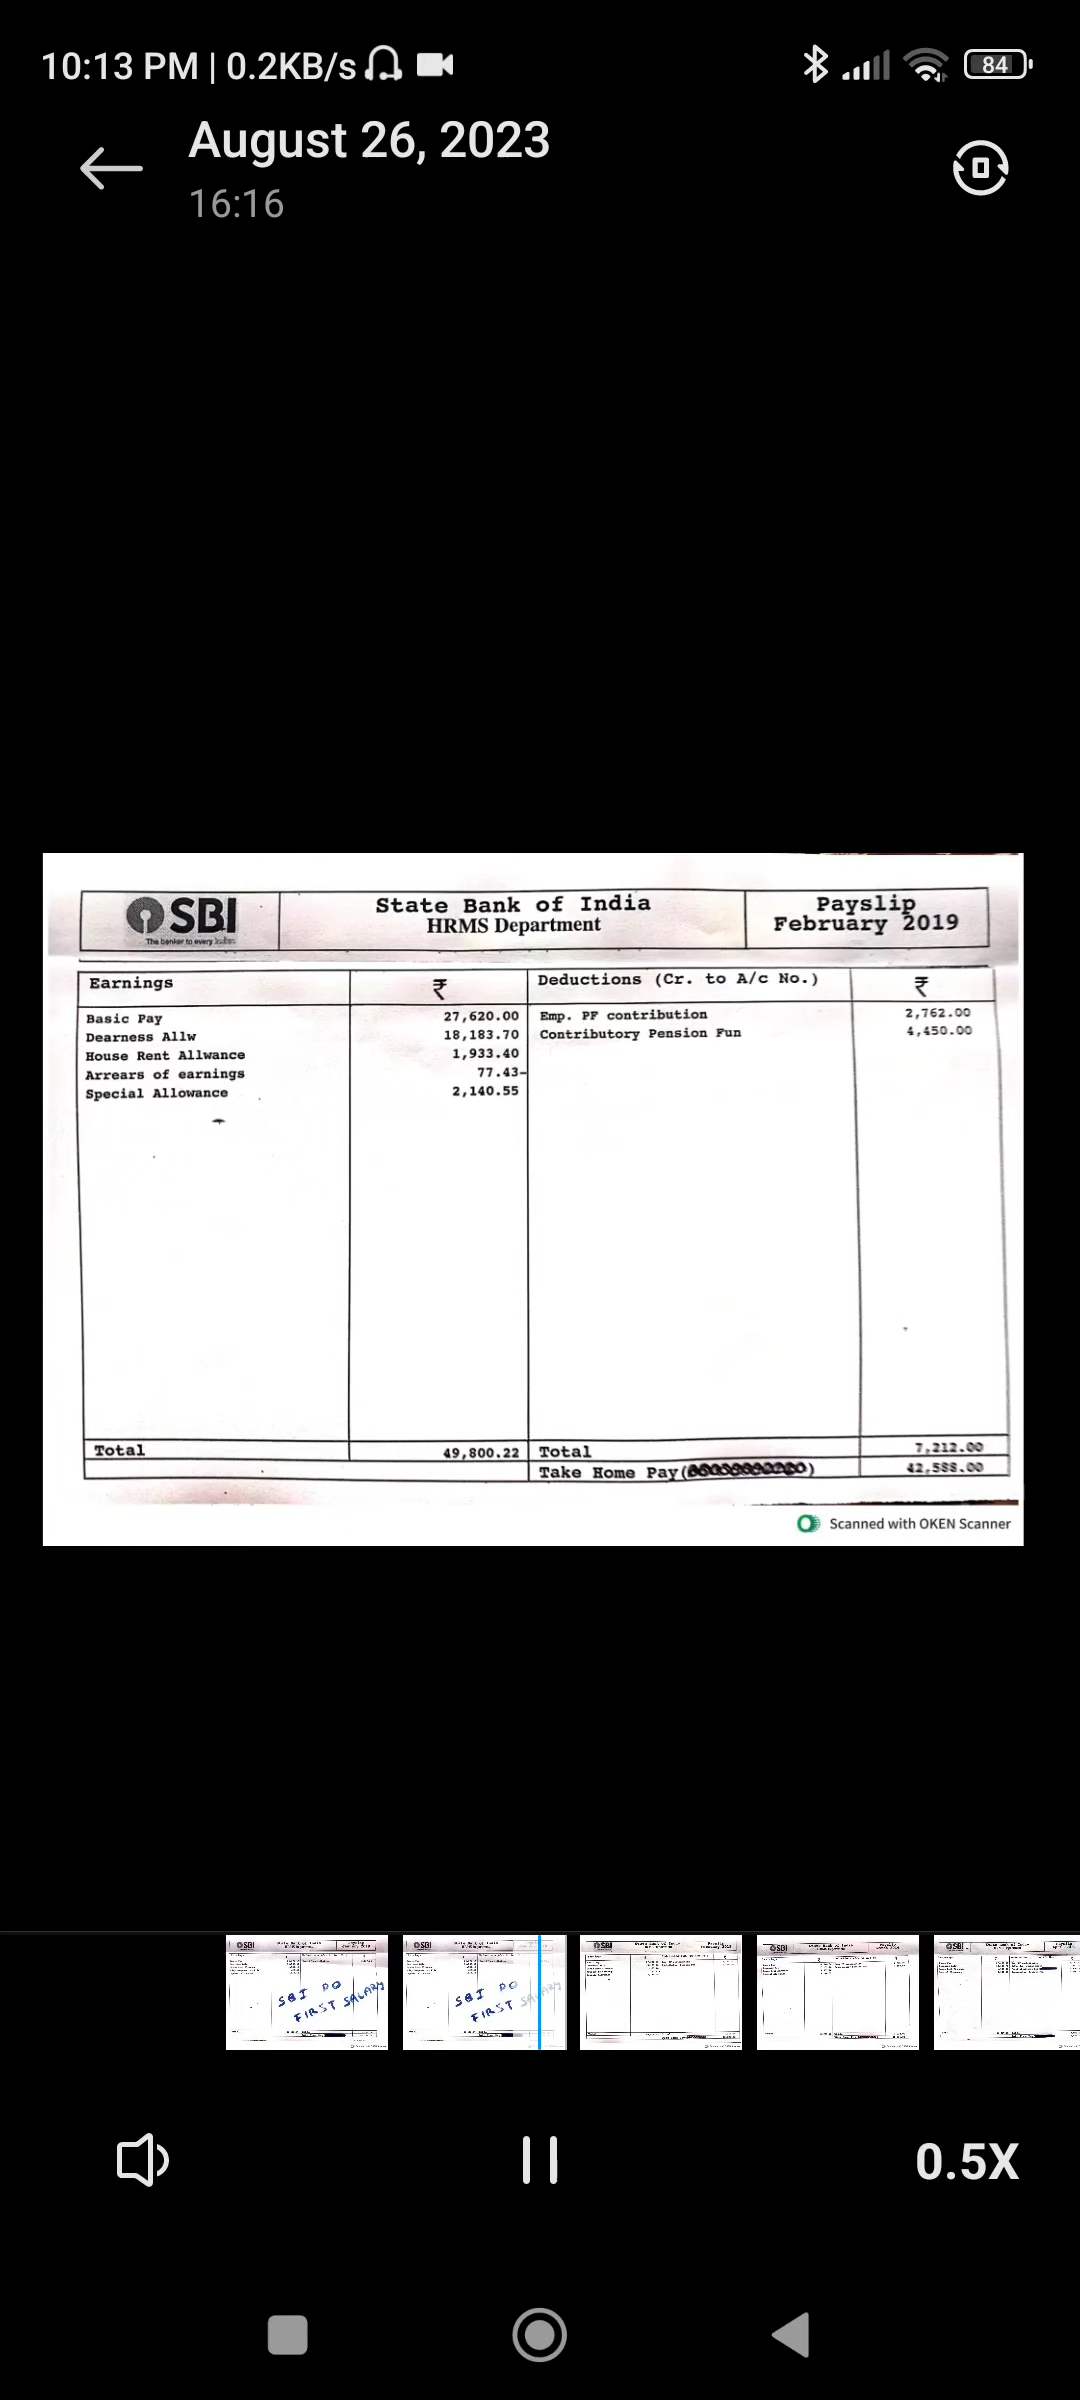 10:13 PM | 0.2KB/s 84
August 26, 2023
16:16
SBI State Bank of India Payslip
The banker to every Indian HRMS Department February 2019
Earnings ₹ Deductions (Cr. to A/c No.) ₹
Basic Pay 27,620.00 Emp. PF contribution 2,762.00
Dearness Allw 18,183.70 Contributory Pension Fun 4,450.00
House Rent Allwance 1,933.40
Arrears of earnings 77.43-
Special Allowance 2,140.55
Total 49,800.22 Total 7,212.00
Take Home Pay ( ) 42,588.00
Scanned with OKEN Scanner
SBI SBI SBI SBI SBI
SBI PO SBI PO
FIRST SALARY FIRST SALARY
0.5X